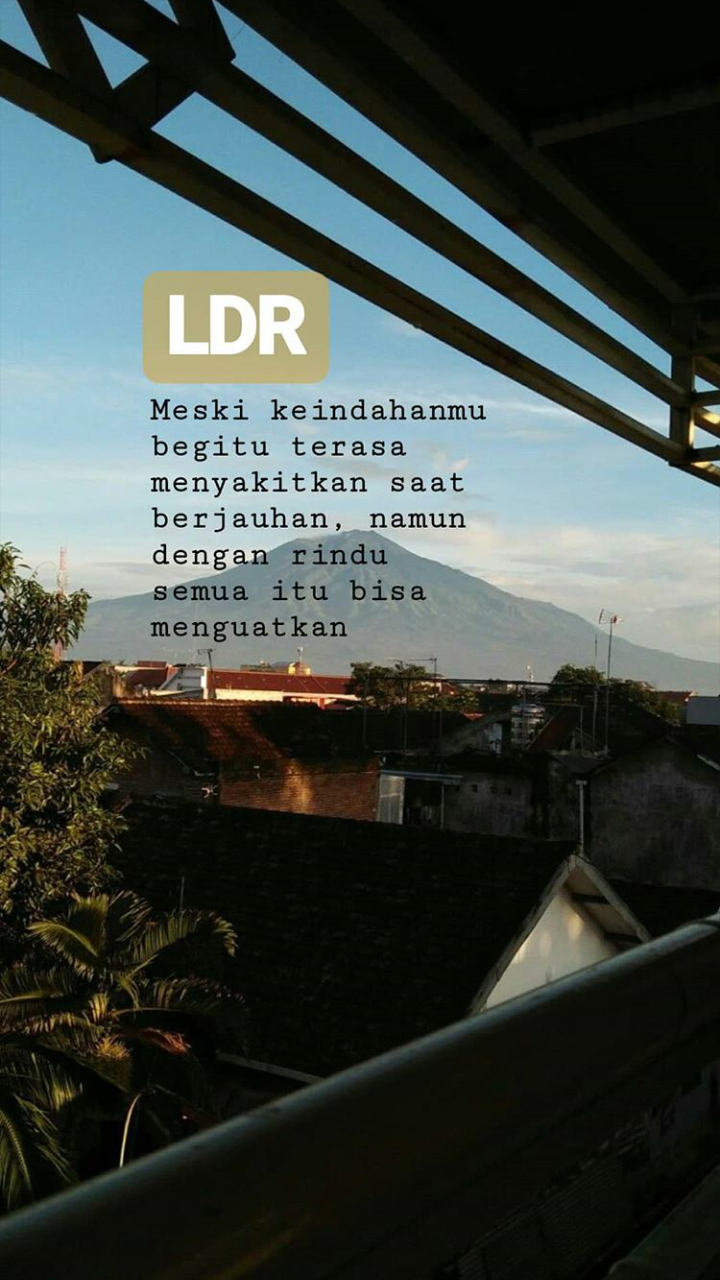 LDR
Meski keindahanmu
begitu terasa
menyakitkan saat
berjauhan, namun
dengan rindu
semua itu bisa
menguatkan